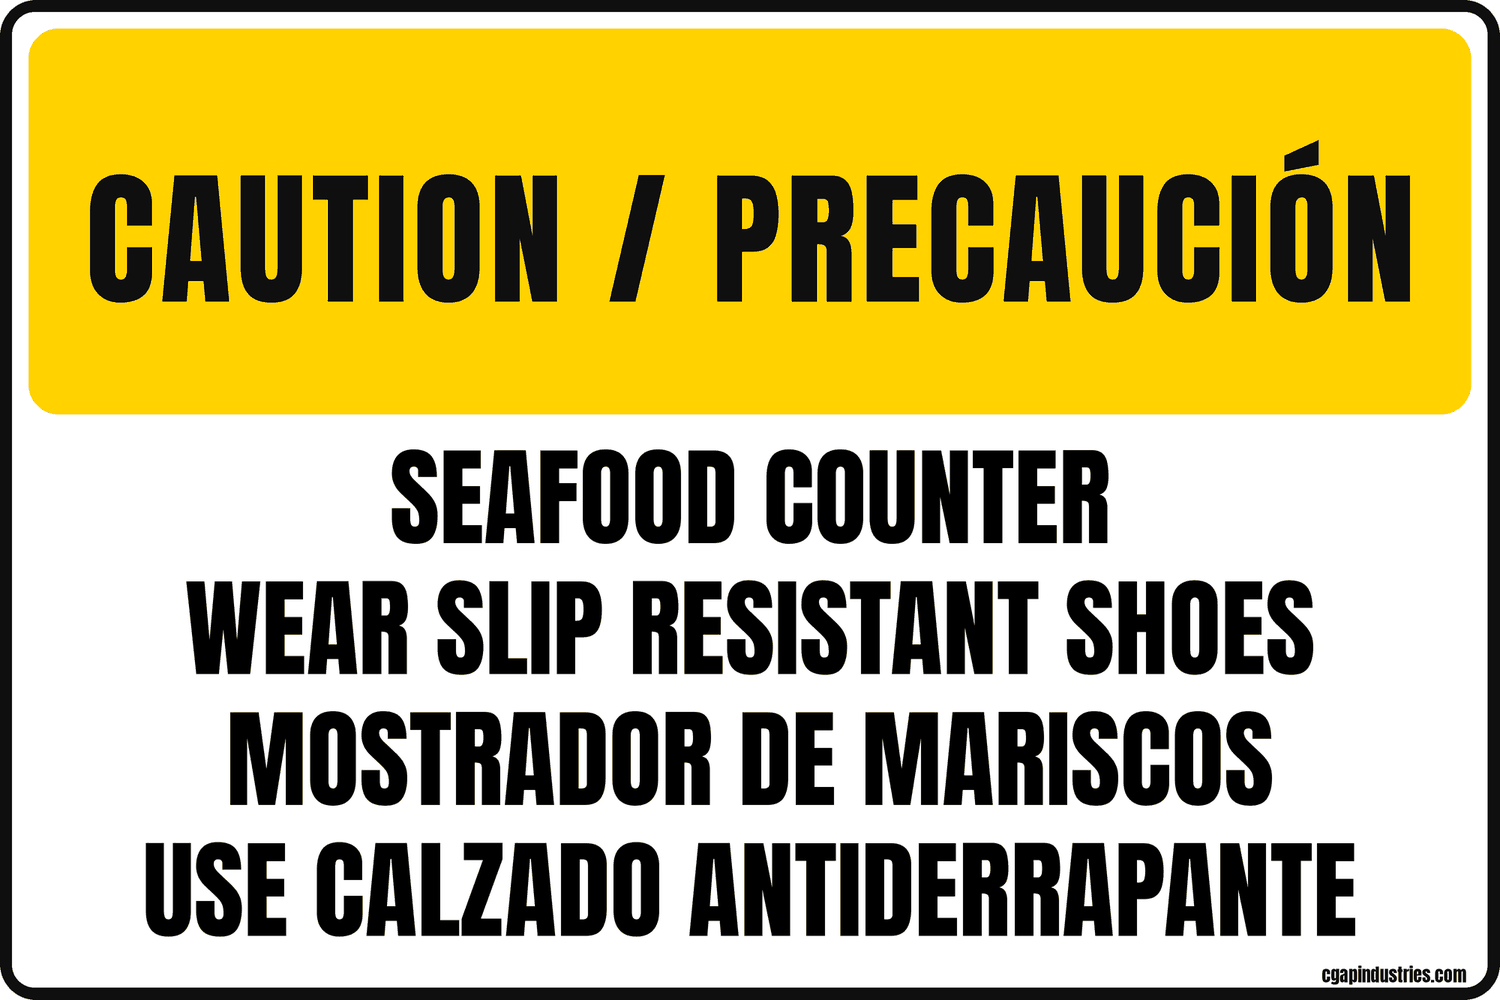 CAUTION / PRECAUCIÓN
SEAFOOD COUNTER
WEAR SLIP RESISTANT SHOES
MOSTRADOR DE MARISCOS
USE CALZADO ANTIDERRAPANTE
cgapindustries.com